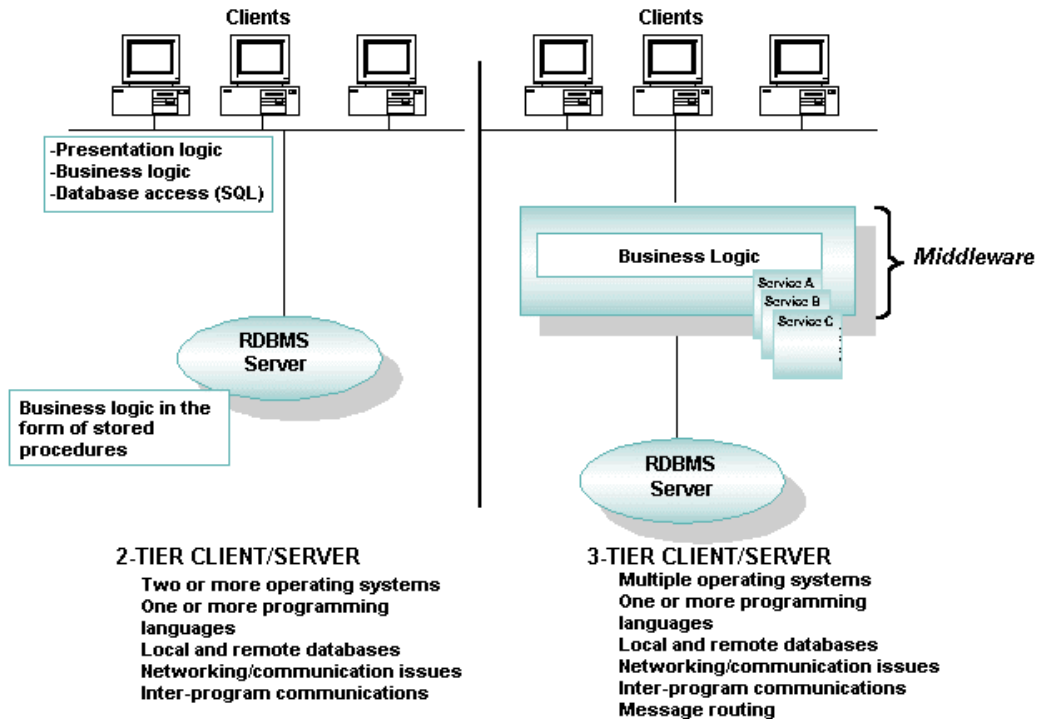 Clients
-Presentation logic
-Business logic
-Database access (SQL)
RDBMS
Server
Business logic in the
form of stored
procedures
2-TIER CLIENT/SERVER
Two or more operating systems
One or more programming
languages
Local and remote databases
Networking/communication issues
Inter-program communications
Clients
Business Logic
Service A
Service B
Service C
Middleware
RDBMS
Server
3-TIER CLIENT/SERVER
Multiple operating systems
One or more programming
languages
Local and remote databases
Networking/communication issues
Inter-program communications
Message routing